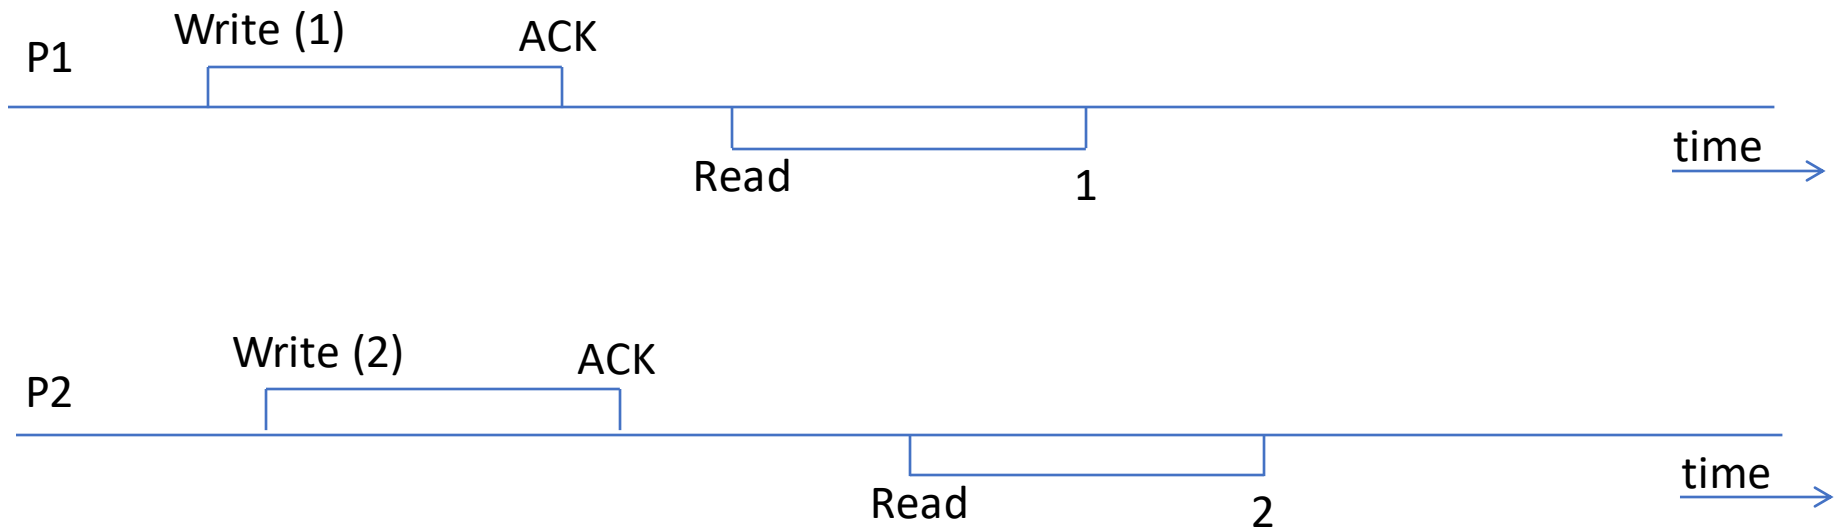 Write (1) ACK
P1
time
Read 1
Write (2) ACK
P2
time
Read 2